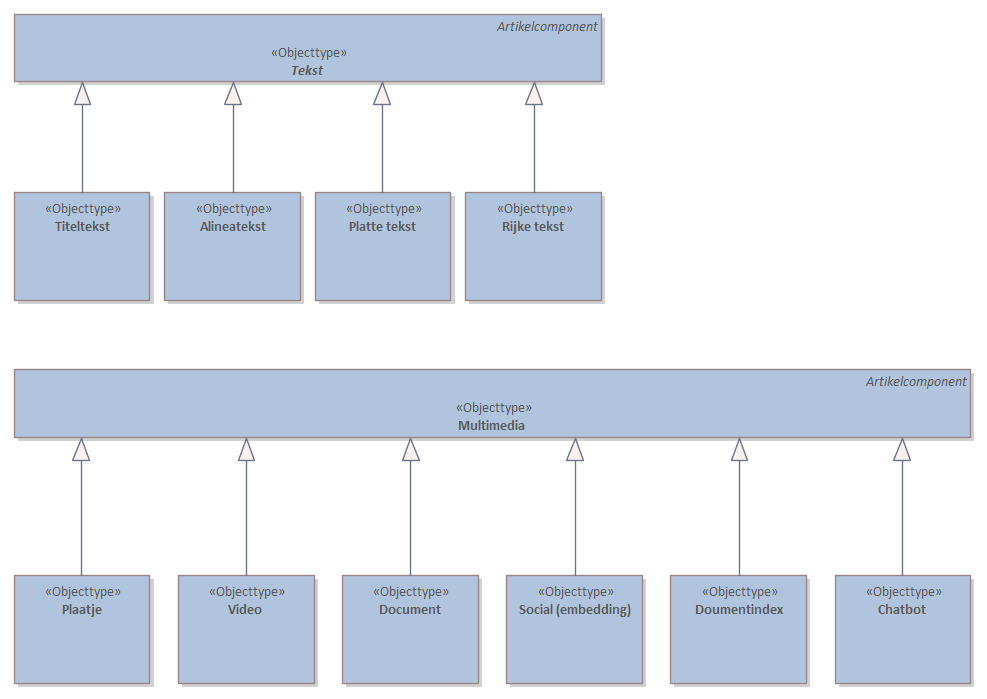 Artikelcomponent
«Objecttype»
Tekst
«Objecttype»
Titeltekst
«Objecttype»
Alineatekst
«Objecttype»
Platte tekst
«Objecttype»
Rijke tekst
Artikelcomponent
«Objecttype»
Multimedia
«Objecttype»
Plaatje
«Objecttype»
Video
«Objecttype»
Document
«Objecttype»
Social (embedding)
«Objecttype»
Doumentindex
«Objecttype»
Chatbot